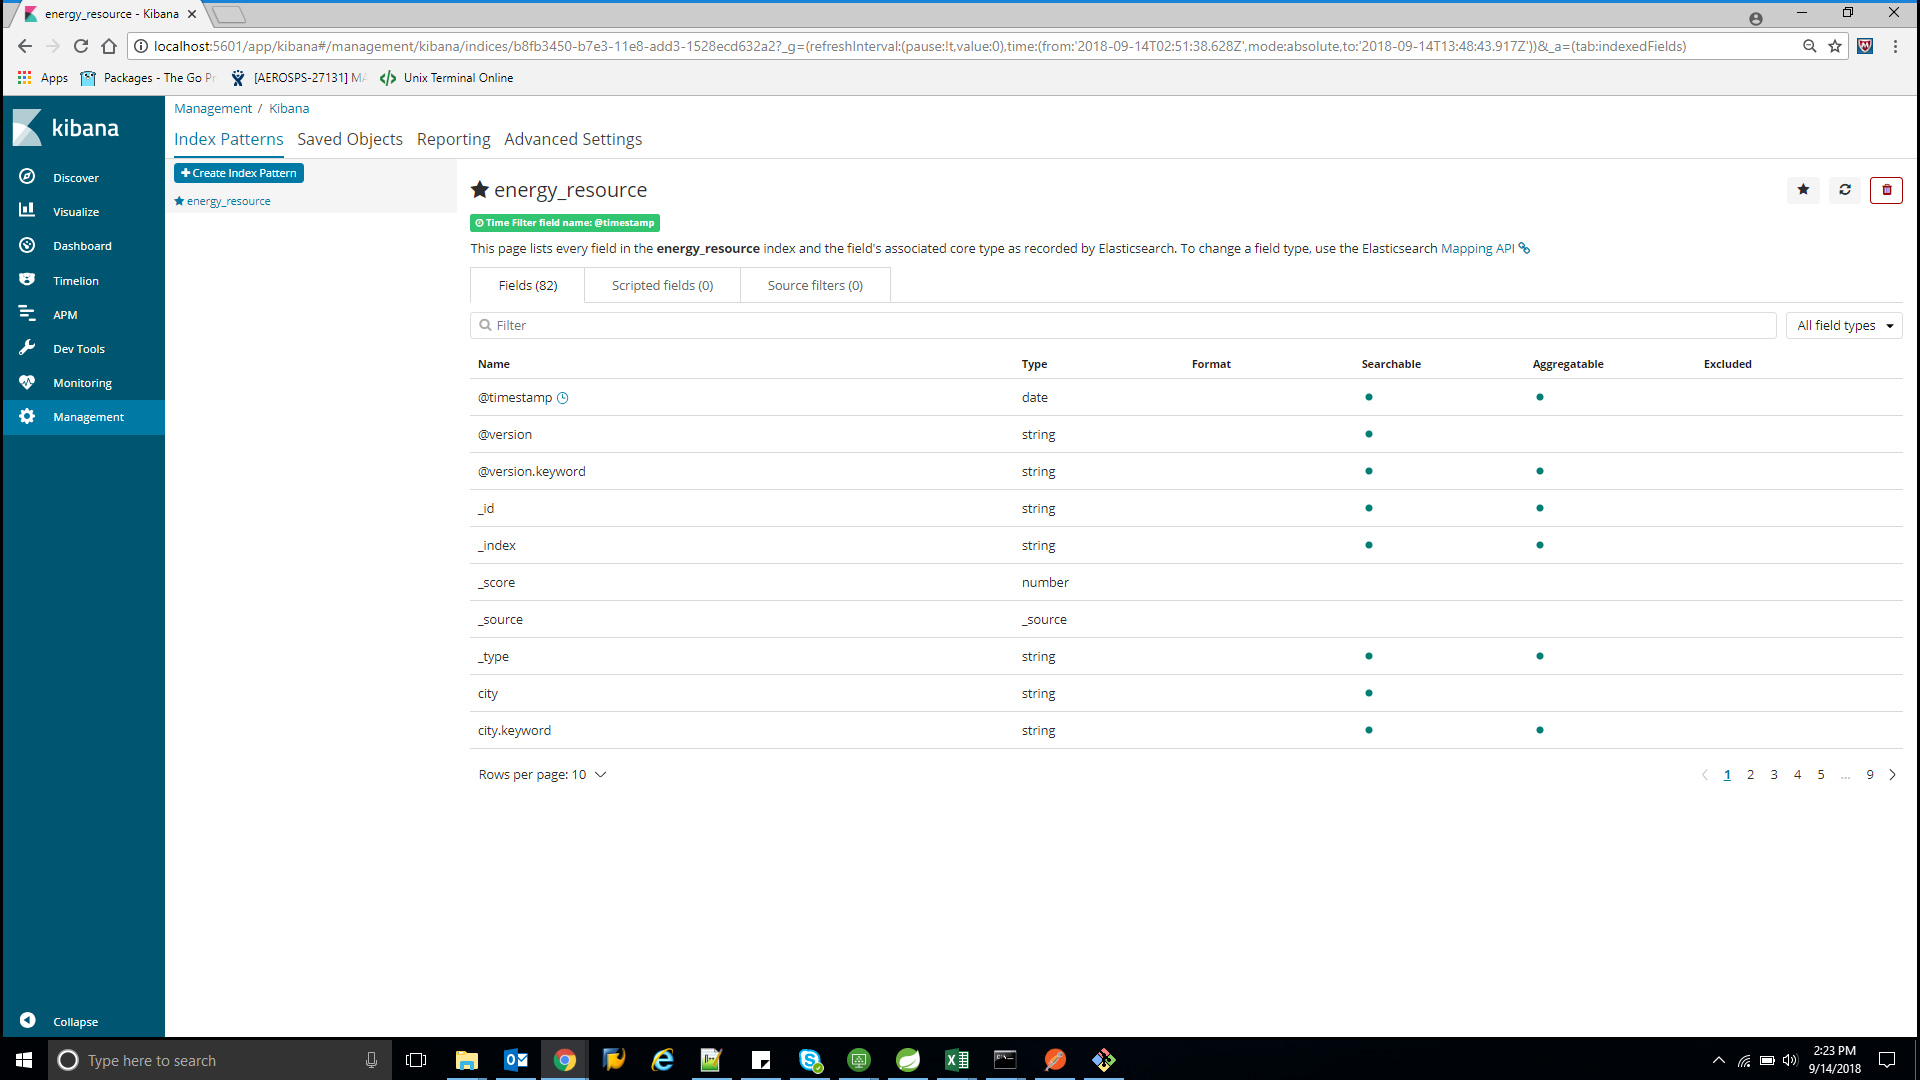 energy_resource - Kibana
localhost:5601/app/kibana#/management/kibana/indices/b8fb3450-b7e3-11e8-add3-1528ecd632a2?_g=(refreshInterval:(pause:!t,value:0),time:(from:'2018-09-14T02:51:38.628Z',mode:absolute,to:'2018-09-14T13:48:43.917Z'))&_a=(tab:indexedFields)
Apps Packages - The Go Pr [AEROSPS-27131] MA Unix Terminal Online
kibana
Discover
Visualize
Dashboard
Timelion
APM
Dev Tools
Monitoring
Management
Collapse
Management / Kibana
Index Patterns Saved Objects Reporting Advanced Settings
Create Index Pattern
energy_resource
energy_resource
Time Filter field name: @timestamp
This page lists every field in the energy_resource index and the field's associated core type as recorded by Elasticsearch. To change a field type, use the Elasticsearch Mapping API
Fields (82) Scripted fields (0) Source filters (0)
Filter All field types
Name Type Format Searchable Aggregatable Excluded
@timestamp date
@version string
@version.keyword string
_id string
_index string
_score number
_source _source
_type string
city string
city.keyword string
Rows per page: 10 1 2 3 4 5 ... 9
Type here to search
2:23 PM
9/14/2018